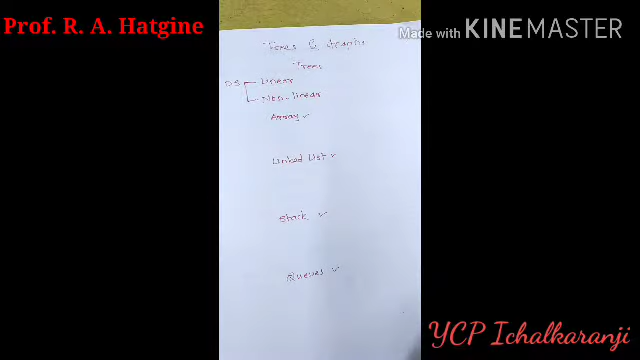 Prof. R. A. Hatgine
Made with KINEMASTER
Trees & Graphs
Trees
DS Linear
Non-linear
Array ✓
Linked List ✓
Stack ✓
Queues ✓
YCP Ichalkaranji